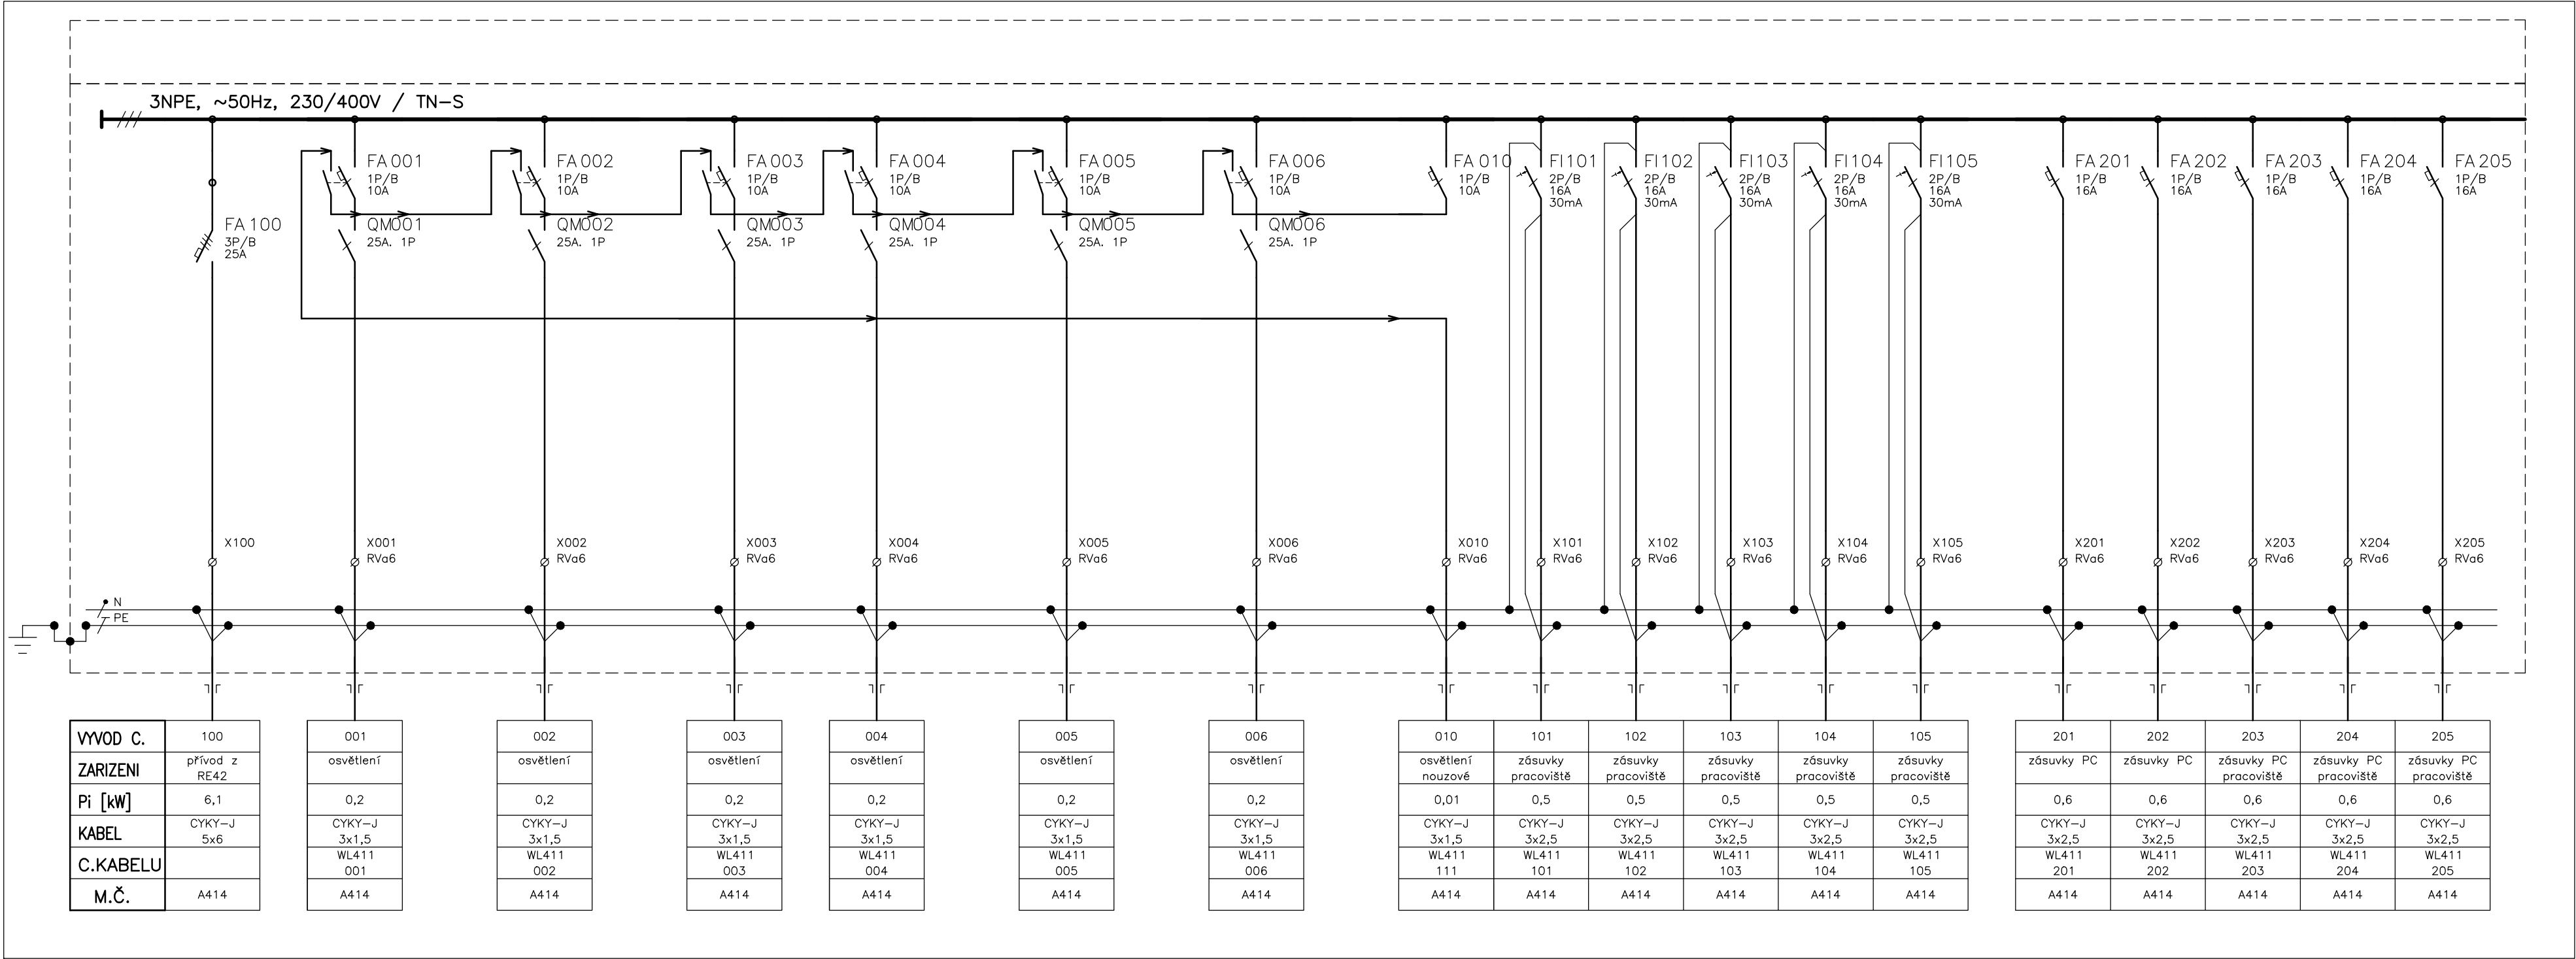 3NPE, ~50Hz, 230/400V / TN-S
FA100
3P/B
25A
FA001
1P/B
10A
QM001
25A. 1P
FA002
1P/B
10A
QM002
25A. 1P
FA003
1P/B
10A
QM003
25A. 1P
FA004
1P/B
10A
QM004
25A. 1P
FA005
1P/B
10A
QM005
25A. 1P
FA006
1P/B
10A
QM006
25A. 1P
FA010
1P/B
10A
FI101
2P/B
16A
30mA
FI102
2P/B
16A
30mA
FI103
2P/B
16A
30mA
FI104
2P/B
16A
30mA
FI105
2P/B
16A
30mA
FA201
1P/B
16A
FA202
1P/B
16A
FA203
1P/B
16A
FA204
1P/B
16A
FA205
1P/B
16A
X100
X001
RVa6
X002
RVa6
X003
RVa6
X004
RVa6
X005
RVa6
X006
RVa6
X010
RVa6
X101
RVa6
X102
RVa6
X103
RVa6
X104
RVa6
X105
RVa6
X201
RVa6
X202
RVa6
X203
RVa6
X204
RVa6
X205
RVa6
N
PE
VYVOD C. 100 001 002 003 004 005 006 010 101 102 103 104 105 201 202 203 204 205
ZARIZENI
přívod z osvětlení osvětlení osvětlení osvětlení osvětlení osvětlení osvětlení zásuvky zásuvky zásuvky zásuvky zásuvky zásuvky PC zásuvky PC zásuvky PC zásuvky PC zásuvky PC
RE42 nouzové pracoviště pracoviště pracoviště pracoviště pracoviště pracoviště pracoviště pracoviště
Pi [kW] 6,1 0,2 0,2 0,2 0,2 0,2 0,2 0,01 0,5 0,5 0,5 0,5 0,5 0,6 0,6 0,6 0,6 0,6
KABEL
CYKY-J CYKY-J CYKY-J CYKY-J CYKY-J CYKY-J CYKY-J CYKY-J CYKY-J CYKY-J CYKY-J CYKY-J CYKY-J CYKY-J CYKY-J CYKY-J CYKY-J CYKY-J
5x6 3x1,5 3x1,5 3x1,5 3x1,5 3x1,5 3x1,5 3x1,5 3x2,5 3x2,5 3x2,5 3x2,5 3x2,5 3x2,5 3x2,5 3x2,5 3x2,5 3x2,5
C.KABELU
WL411 WL411 WL411 WL411 WL411 WL411 WL411 WL411 WL411 WL411 WL411 WL411 WL411 WL411 WL411 WL411 WL411
001 002 003 004 005 006 111 101 102 103 104 105 201 202 203 204 205
M.Č. A414 A414 A414 A414 A414 A414 A414 A414 A414 A414 A414 A414 A414 A414 A414 A414 A414 A414